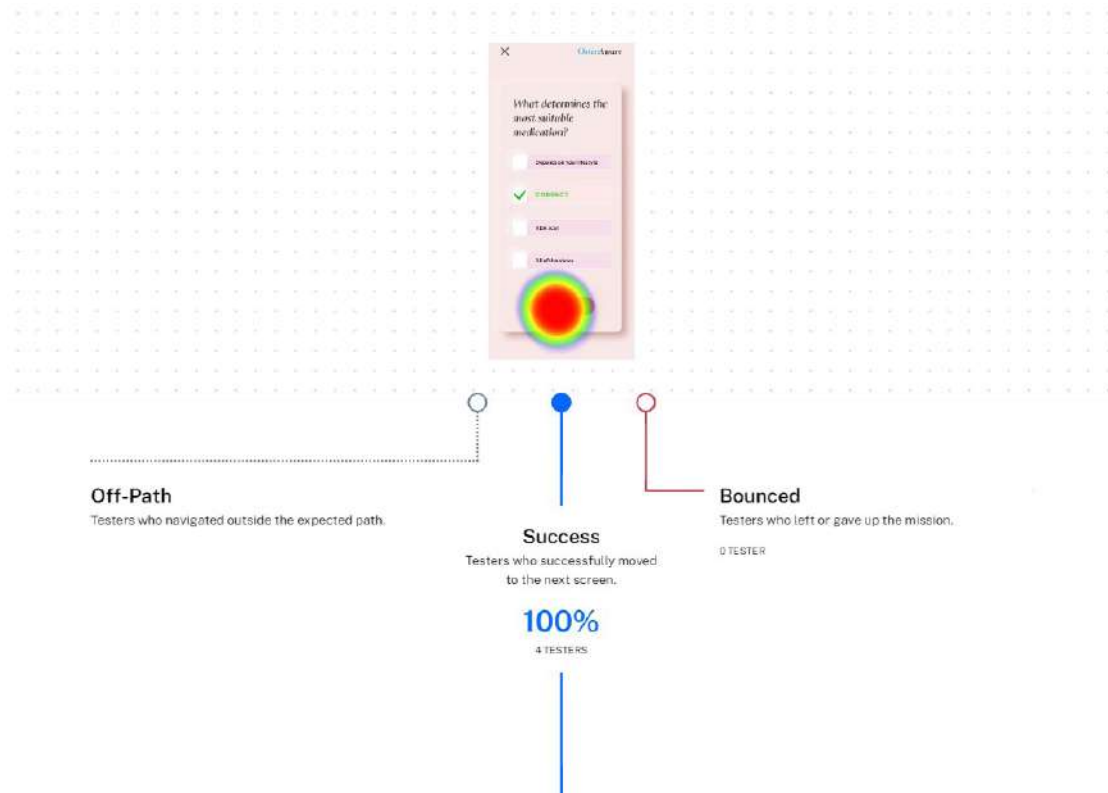 What determines the
most suitable
medication?
CORRECT
Off-Path
Testers who navigated outside the expected path.
Success
Testers who successfully moved
to the next screen.
100%
4 TESTERS
Bounced
Testers who left or gave up the mission.
0 TESTER